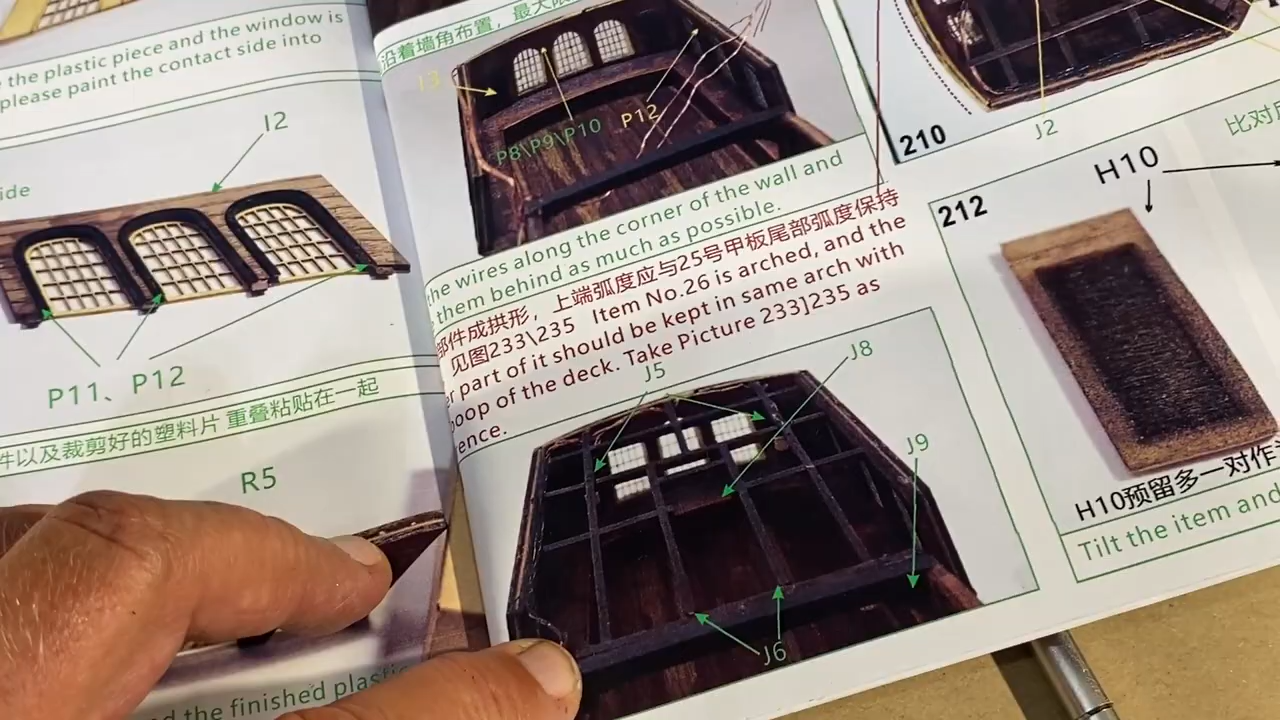 the plastic piece and the window is
please paint the contact side into
I2
ide
P11、P12
件以及裁剪好的塑料片 重叠粘贴在一起
R5
the finished plastic
沿着墙角布置，最大限
J3
P8\P9\P10
P12
the wires along the corner of the wall and
them behind as much as possible.
部件成拱形，上端弧度应与25号甲板尾部弧度保持
见图233\235 Item No.26 is arched, and the
er part of it should be kept in same arch with
poop of the deck. Take Picture 233]235 as
ence.
J5
J8
J9
J6
210
J2
比对
212
H10
H10预留多一对作
Tilt the item and